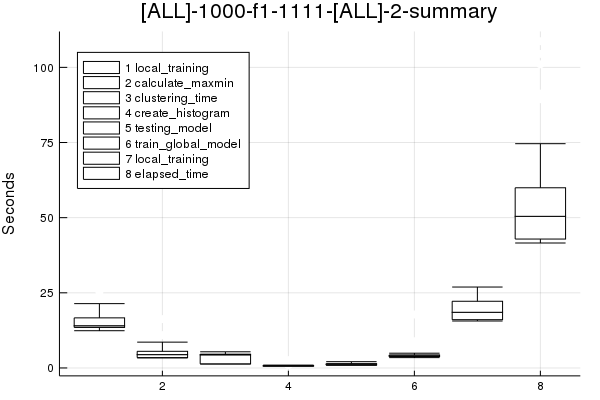 [ALL]-1000-f1-1111-[ALL]-2-summary
100
75
50
25
0
Seconds
1 local_training
2 calculate_maxmin
3 clustering_time
4 create_histogram
5 testing_model
6 train_global_model
7 local_training
8 elapsed_time
2
4
6
8